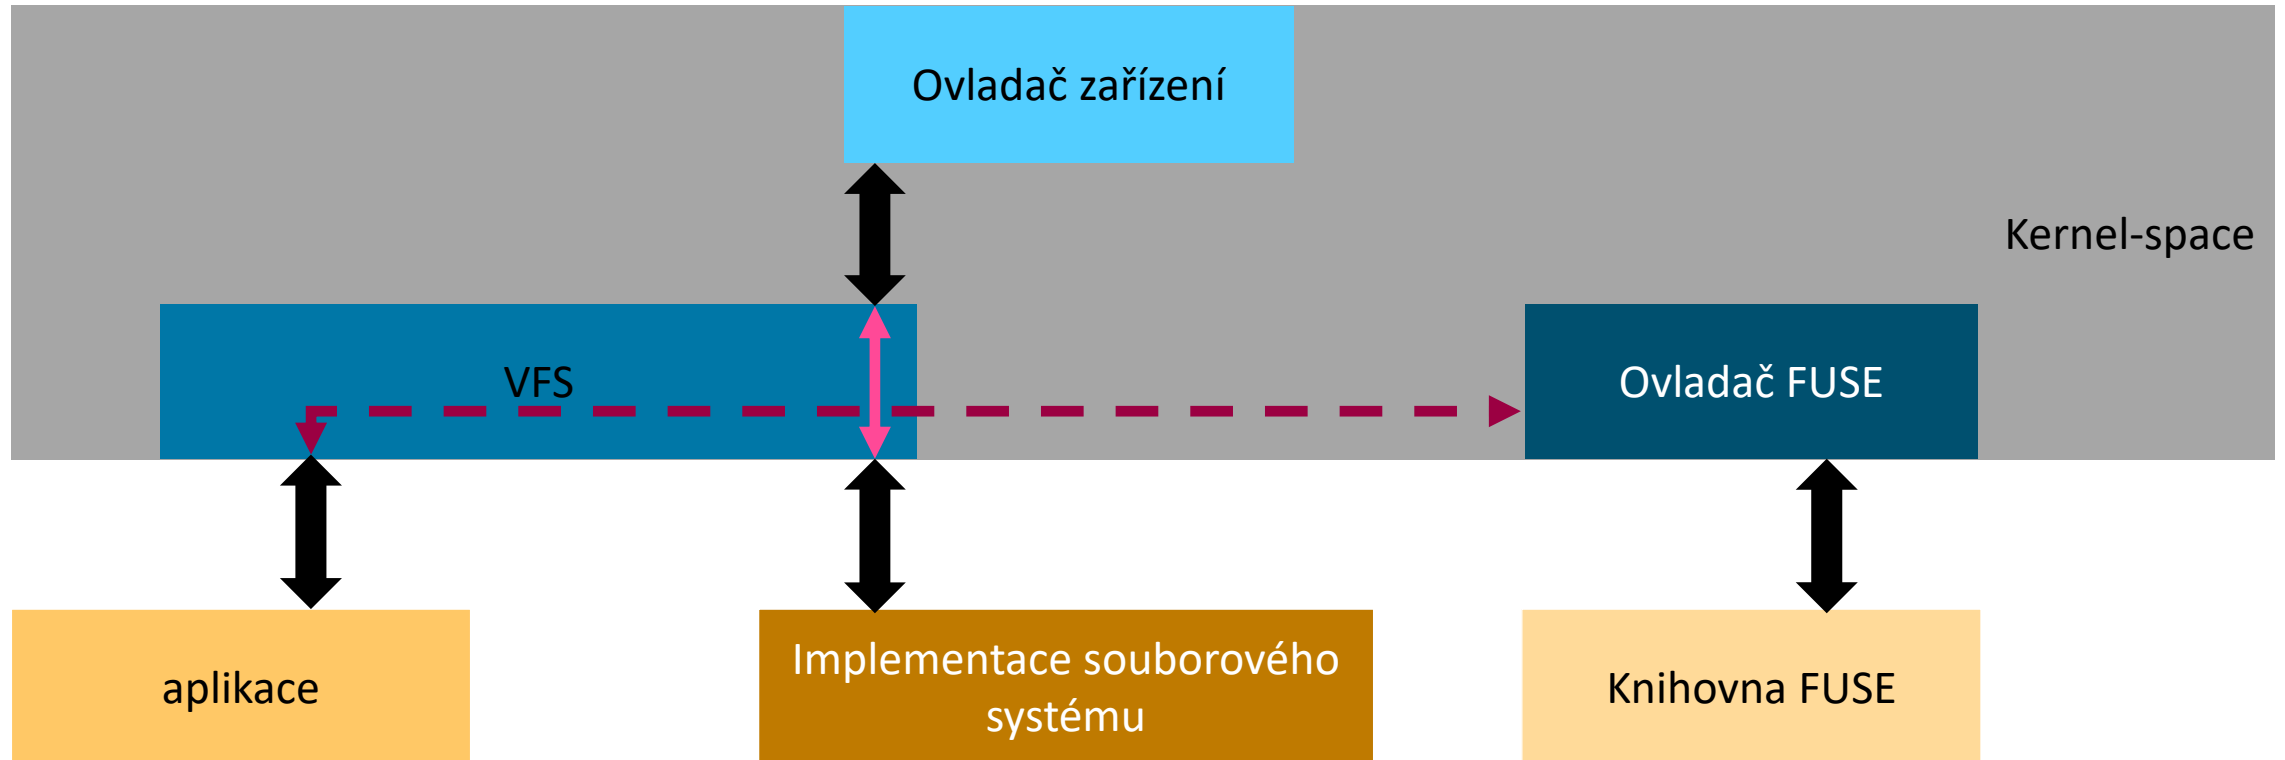 Ovladač zařízení
Kernel-space
VFS
Ovladač FUSE
aplikace
Implementace souborového
systému
Knihovna FUSE